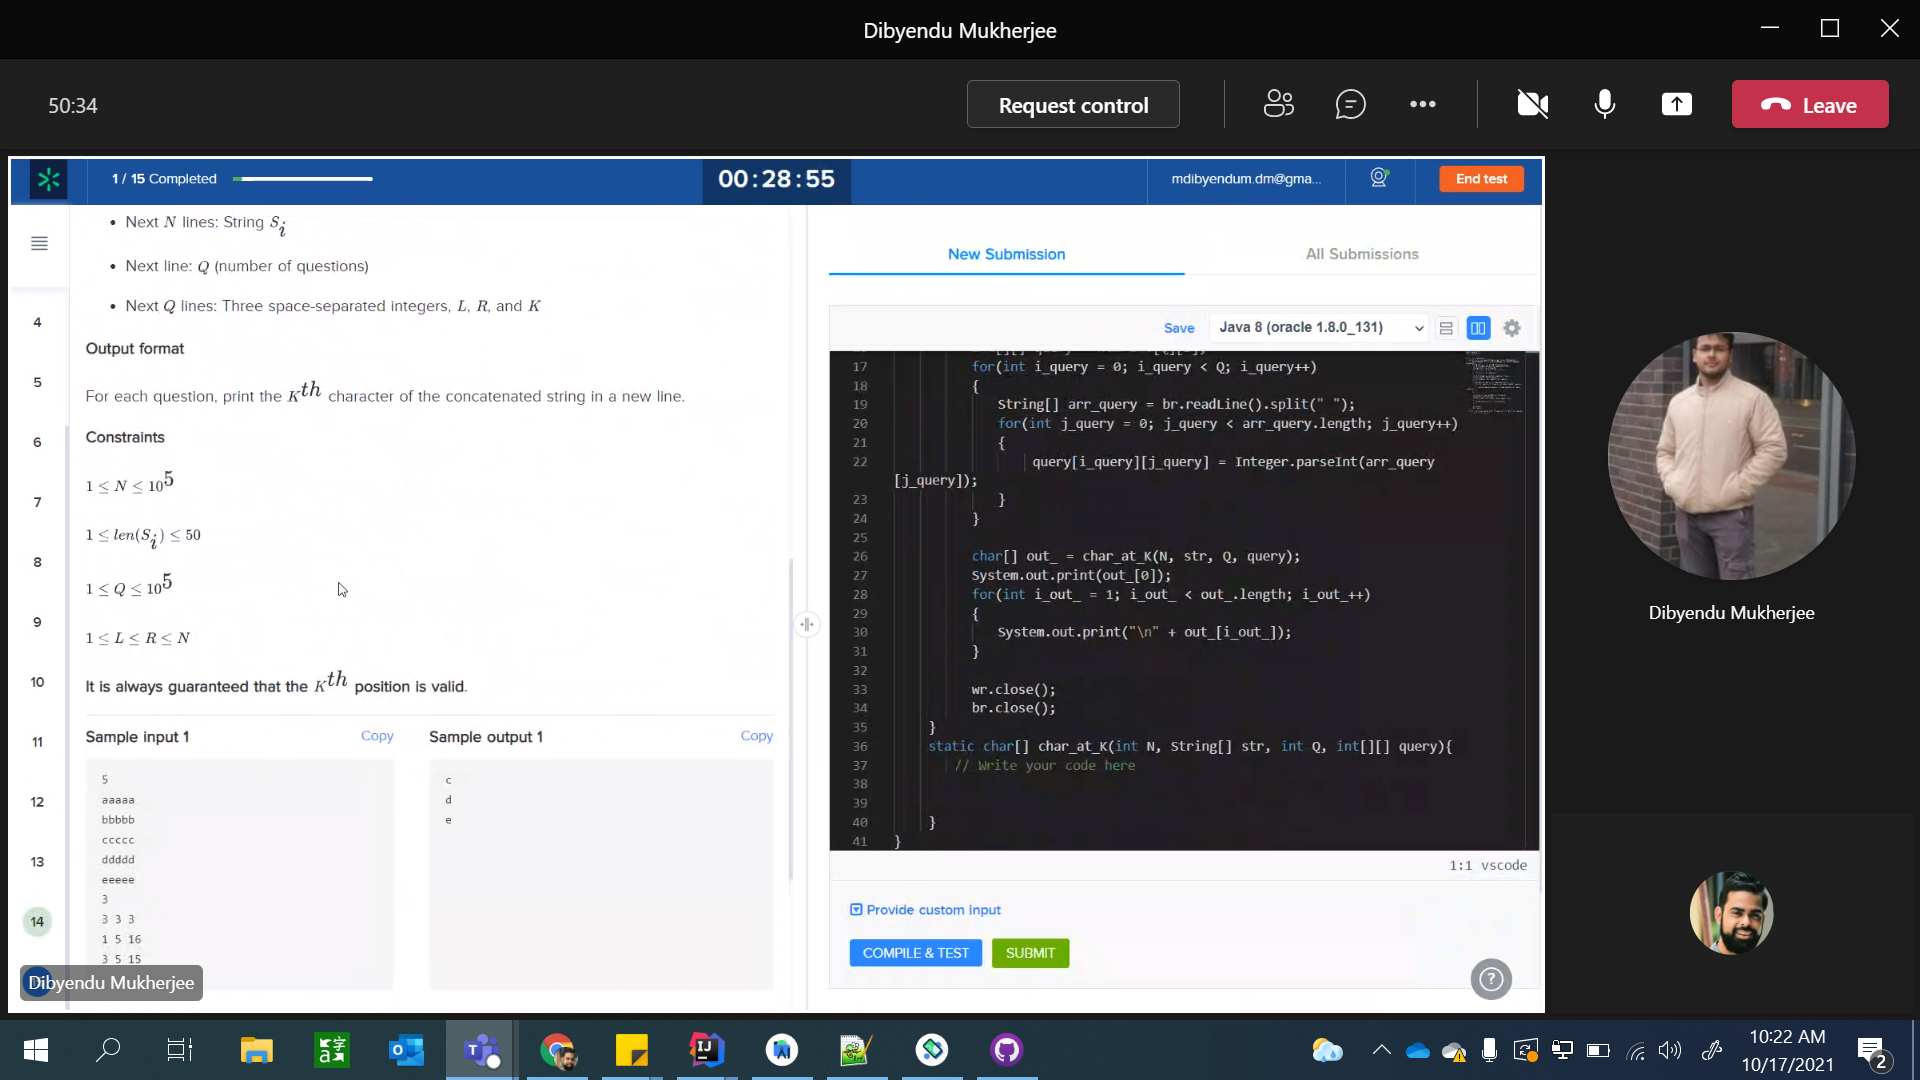 Dibyendu Mukherjee
50:34
Request control
Leave
1 / 15 Completed
00:28:55
mdibyendum.dm@gma...
End test
• Next N lines: String S_i
• Next line: Q (number of questions)
• Next Q lines: Three space-separated integers, L, R, and K
Output format
For each question, print the K^th character of the concatenated string in a new line.
Constraints
1 ≤ N ≤ 10^5
1 ≤ len(S_i) ≤ 50
1 ≤ Q ≤ 10^5
1 ≤ L ≤ R ≤ N
It is always guaranteed that the K^th position is valid.
Sample input 1
Copy
Sample output 1
Copy
5
aaaaa
bbbbb
ccccc
ddddd
eeeee
3
3 3 3
1 5 16
3 5 15
c
d
e
4
5
6
7
8
9
10
11
12
13
14
Dibyendu Mukherjee
New Submission
All Submissions
Save
Java 8 (oracle 1.8.0_131)
17 for(int i_query = 0; i_query < Q; i_query++)
18 {
19 String[] arr_query = br.readLine().split(" ");
20 for(int j_query = 0; j_query < arr_query.length; j_query++)
21 {
22 query[i_query][j_query] = Integer.parseInt(arr_query
[j_query]);
23 }
24 }
25
26 char[] out_ = char_at_K(N, str, Q, query);
27 System.out.print(out_[0]);
28 for(int i_out_ = 1; i_out_ < out_.length; i_out_++)
29 {
30 System.out.print("\n" + out_[i_out_]);
31 }
32
33 wr.close();
34 br.close();
35 }
36 static char[] char_at_K(int N, String[] str, int Q, int[][] query){
37 // Write your code here
38
39
40 }
41 }
1:1 vscode
Provide custom input
COMPILE & TEST
SUBMIT
?
Dibyendu Mukherjee
10:22 AM
10/17/2021
2